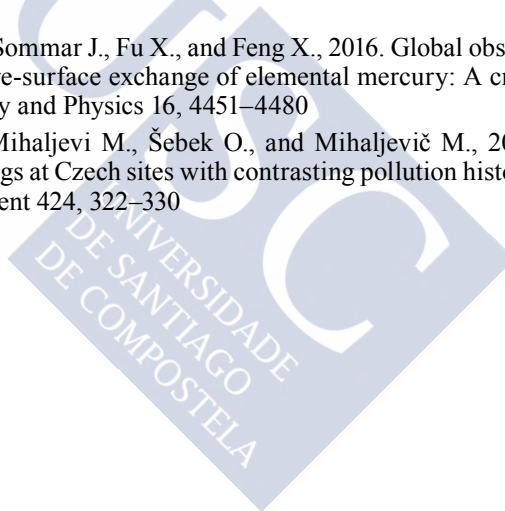 Sommar J., Fu X., and Feng X., 2016. Global obs
e-surface exchange of elemental mercury: A cr
y and Physics 16, 4451–4480
Mihaljevi M., Šebek O., and Mihaljevič M., 20
gs at Czech sites with contrasting pollution histo
ent 424, 322–330
USC
UNIVERSIDADE
DE SANTIAGO
DE COMPOSTELA